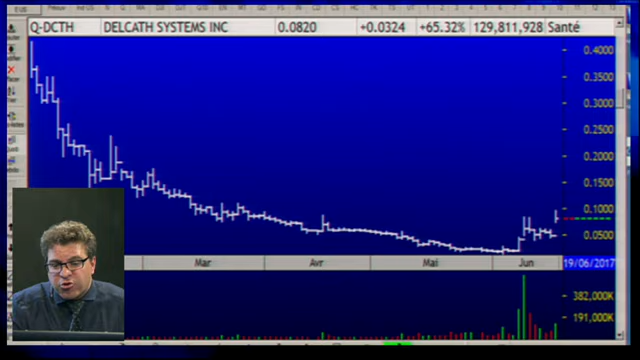 Q-DCTH DELCATH SYSTEMS INC 0.0820 +0.0324 +65.32% 129,811,928 Santé
0.4000
0.3500
0.3000
0.2500
0.2000
0.1500
0.1000
0.0500
Mar Avr Mai Jun 19/06/2017
382,000K
191,000K